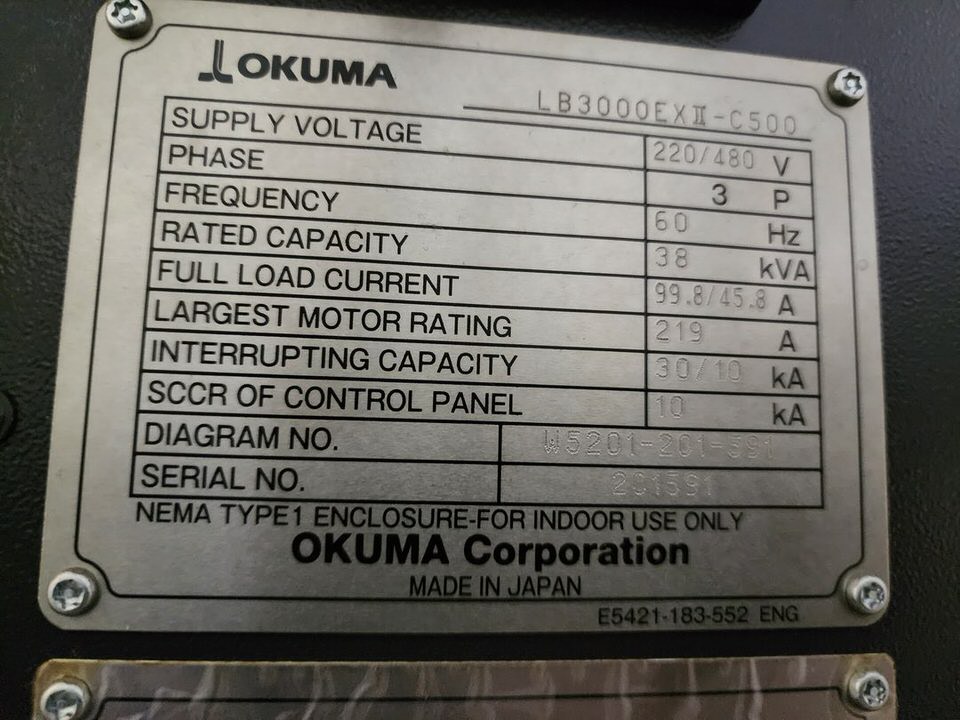 OKUMA
LB3000EXⅡ-C500
SUPPLY VOLTAGE 220/480 V
PHASE 3 P
FREQUENCY 60 Hz
RATED CAPACITY 38 kVA
FULL LOAD CURRENT 99.8/45.8 A
LARGEST MOTOR RATING 219 A
INTERRUPTING CAPACITY 30/10 kA
SCCR OF CONTROL PANEL 10 kA
DIAGRAM NO. W5201-201-591
SERIAL NO. 201591
NEMA TYPE1 ENCLOSURE-FOR INDOOR USE ONLY
OKUMA Corporation
MADE IN JAPAN
E5421-183-552 ENG